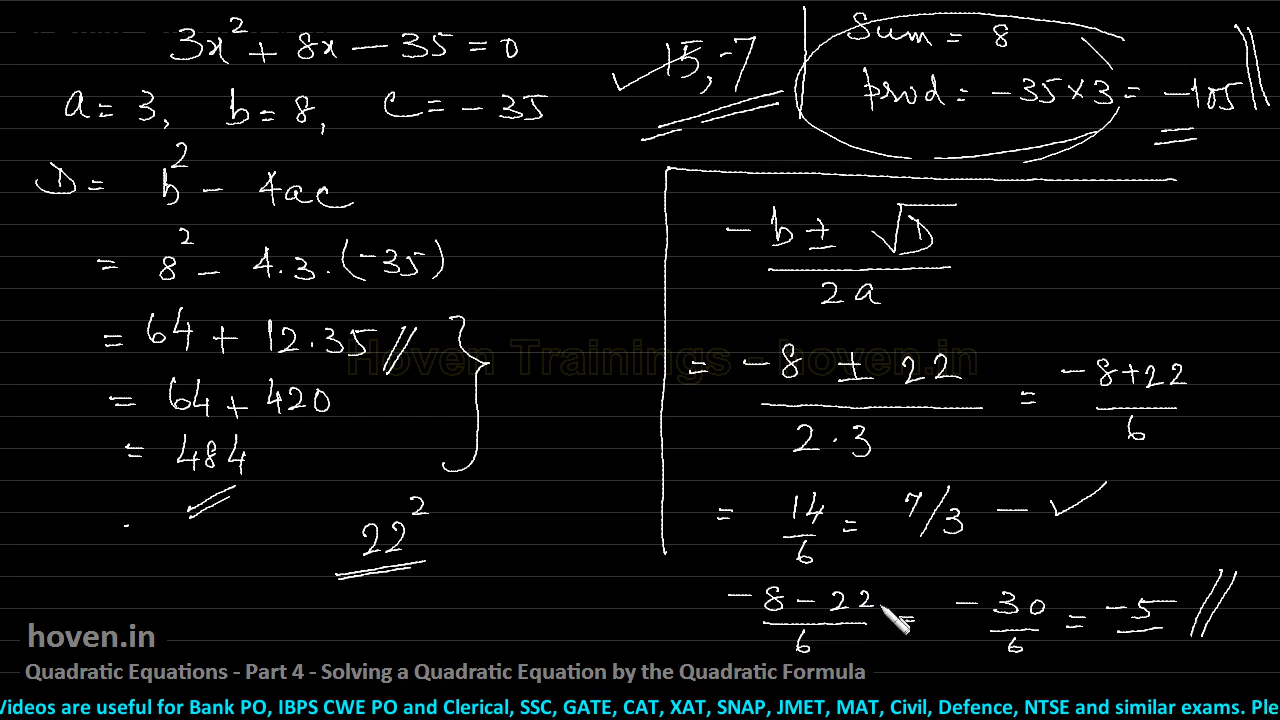 3x² + 8x − 35 = 0
a = 3, b = 8, c = − 35
D = b² − 4ac
= 8² − 4.3.(−35)
= 64 + 12.35
= 64 + 420
= 484
22²
15, −7
Sum = 8
prod = − 35 × 3 = −105
− b ± √D
2a
= − 8 ± 22 = − 8 + 22
2 · 3 6
= 14 = 7/3 −
6
− 8 − 22 = − 30 = −5
6 6
Hoven Trainings - hoven.in
hoven.in
Quadratic Equations - Part 4 - Solving a Quadratic Equation by the Quadratic Formula
Videos are useful for Bank PO, IBPS CWE PO and Clerical, SSC, GATE, CAT, XAT, SNAP, JMET, MAT, Civil, Defence, NTSE and similar exams. Ple